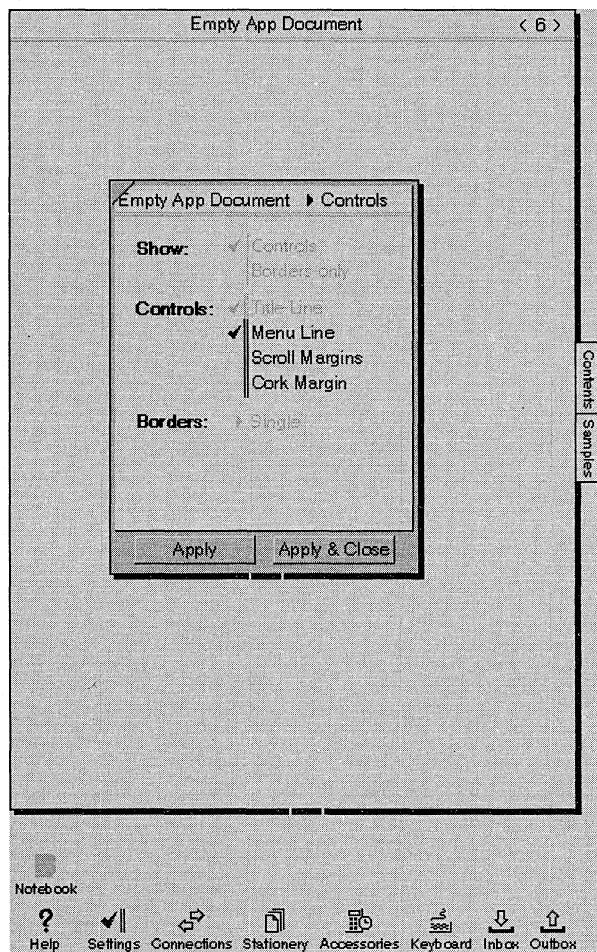 Empty App Document < 6 >
Empty App Document ▸ Controls
Show: ✓ Controls
Borders only
Controls: ✓ Title Line
✓ Menu Line
Scroll Margins
Cork Margin
Borders: ▸ Single
Apply Apply & Close
Contents
Samples
Notebook
Help Settings Connections Stationery Accessories Keyboard Inbox Outbox